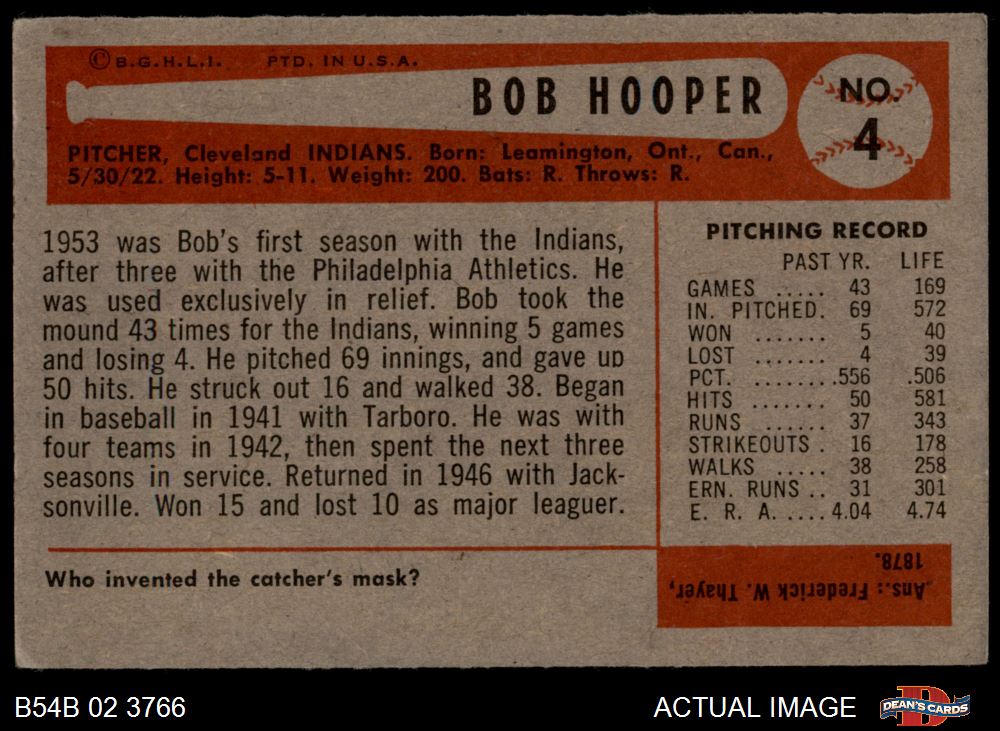 © B.G.H.L.I. PTD. IN U.S.A.
BOB HOOPER
NO.
4
PITCHER, Cleveland INDIANS. Born: Leamington, Ont., Can.,
5/30/22. Height: 5-11. Weight: 200. Bats: R. Throws: R.
1953 was Bob's first season with the Indians,
after three with the Philadelphia Athletics. He
was used exclusively in relief. Bob took the
mound 43 times for the Indians, winning 5 games
and losing 4. He pitched 69 innings, and gave up
50 hits. He struck out 16 and walked 38. Began
in baseball in 1941 with Tarboro. He was with
four teams in 1942, then spent the next three
seasons in service. Returned in 1946 with Jack-
sonville. Won 15 and lost 10 as major leaguer.
PITCHING RECORD
PAST YR. LIFE
GAMES ..... 43 169
IN. PITCHED. 69 572
WON ....... 5 40
LOST ....... 4 39
PCT. ........ .556 .506
HITS ....... 50 581
RUNS ....... 37 343
STRIKEOUTS . 16 178
WALKS ..... 38 258
ERN. RUNS .. 31 301
E. R. A. ..... 4.04 4.74
Who invented the catcher's mask?
Ans.: Frederick W. Thayer,
1878.
B54B 02 3766
ACTUAL IMAGE
D
DEAN'S CARDS